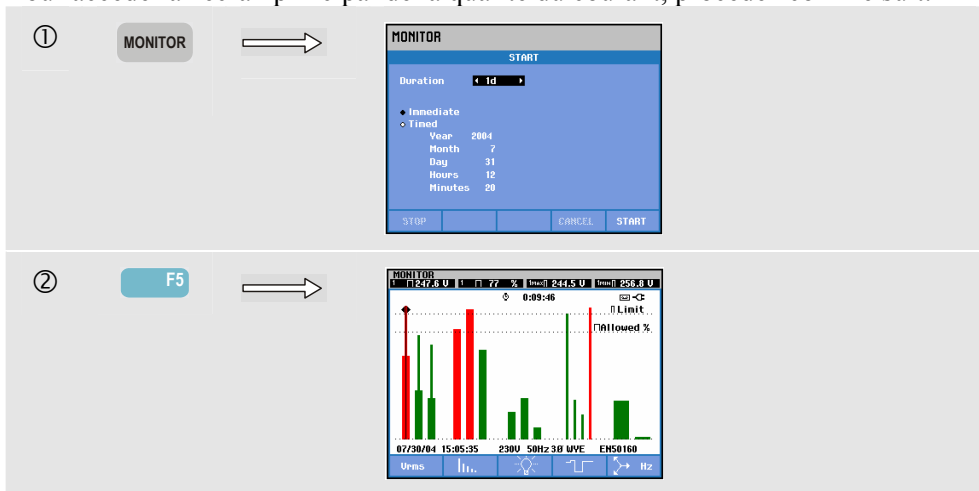 ① MONITOR
MONITOR
START
Duration 1d
Immediate
Timed
Year 2004
Month 7
Day 31
Hours 12
Minutes 20
STOP CANCEL START
② F5
MONITOR
247.6 V 77 % 244.5 V 256.8 V
0:09:46
Limit
Allowed %
07/30/04 15:05:35 230V 50Hz 3Ø WYE EN50160
Vrms Hz